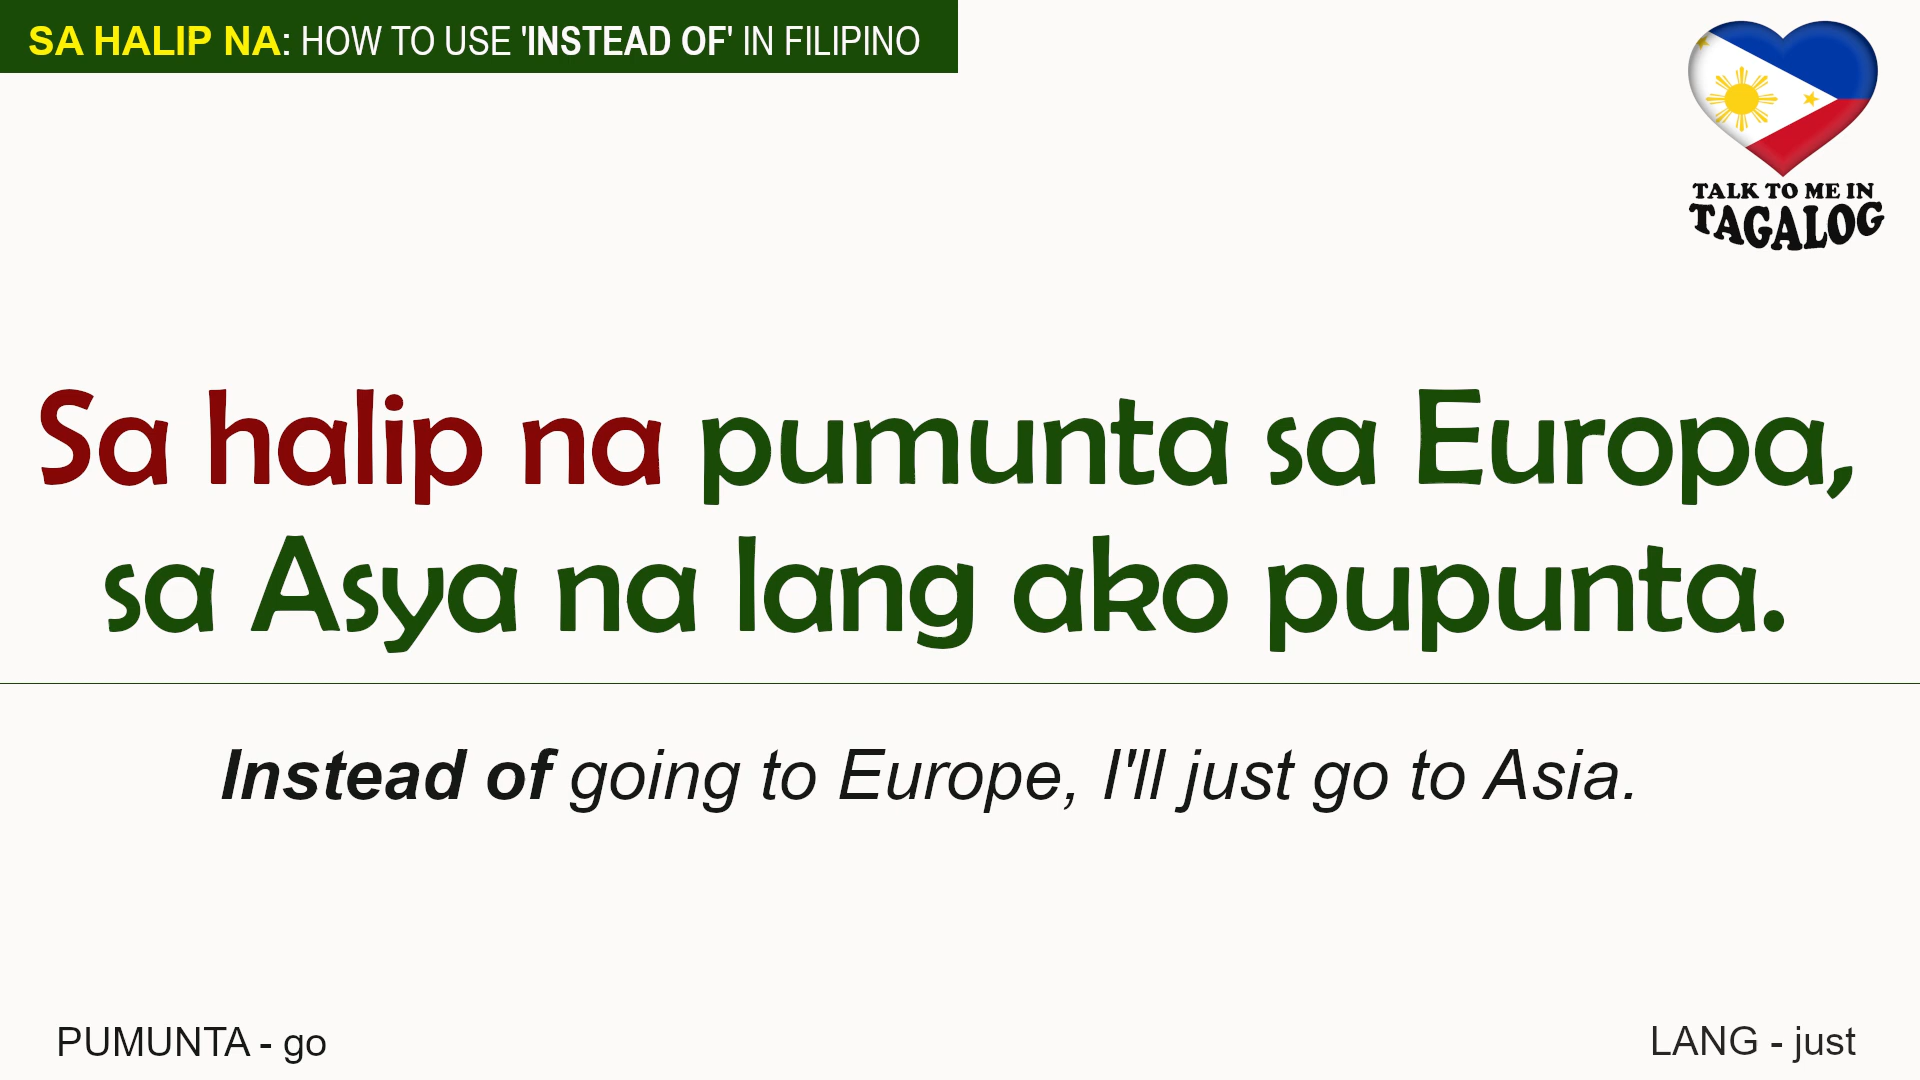 SA HALIP NA: HOW TO USE 'INSTEAD OF' IN FILIPINO
TALK TO ME IN
TAGALOG
Sa halip na pumunta sa Europa,
sa Asya na lang ako pupunta.
Instead of going to Europe, I'll just go to Asia.
PUMUNTA - go
LANG - just